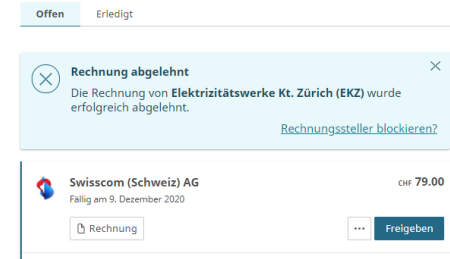 Offen Erledigt
Rechnung abgelehnt
Die Rechnung von Elektrizitätswerke Kt. Zürich (EKZ) wurde
erfolgreich abgelehnt.
Rechnungssteller blockieren?
Swisscom (Schweiz) AG CHF 79.00
Fällig am 9. Dezember 2020
Rechnung ... Freigeben